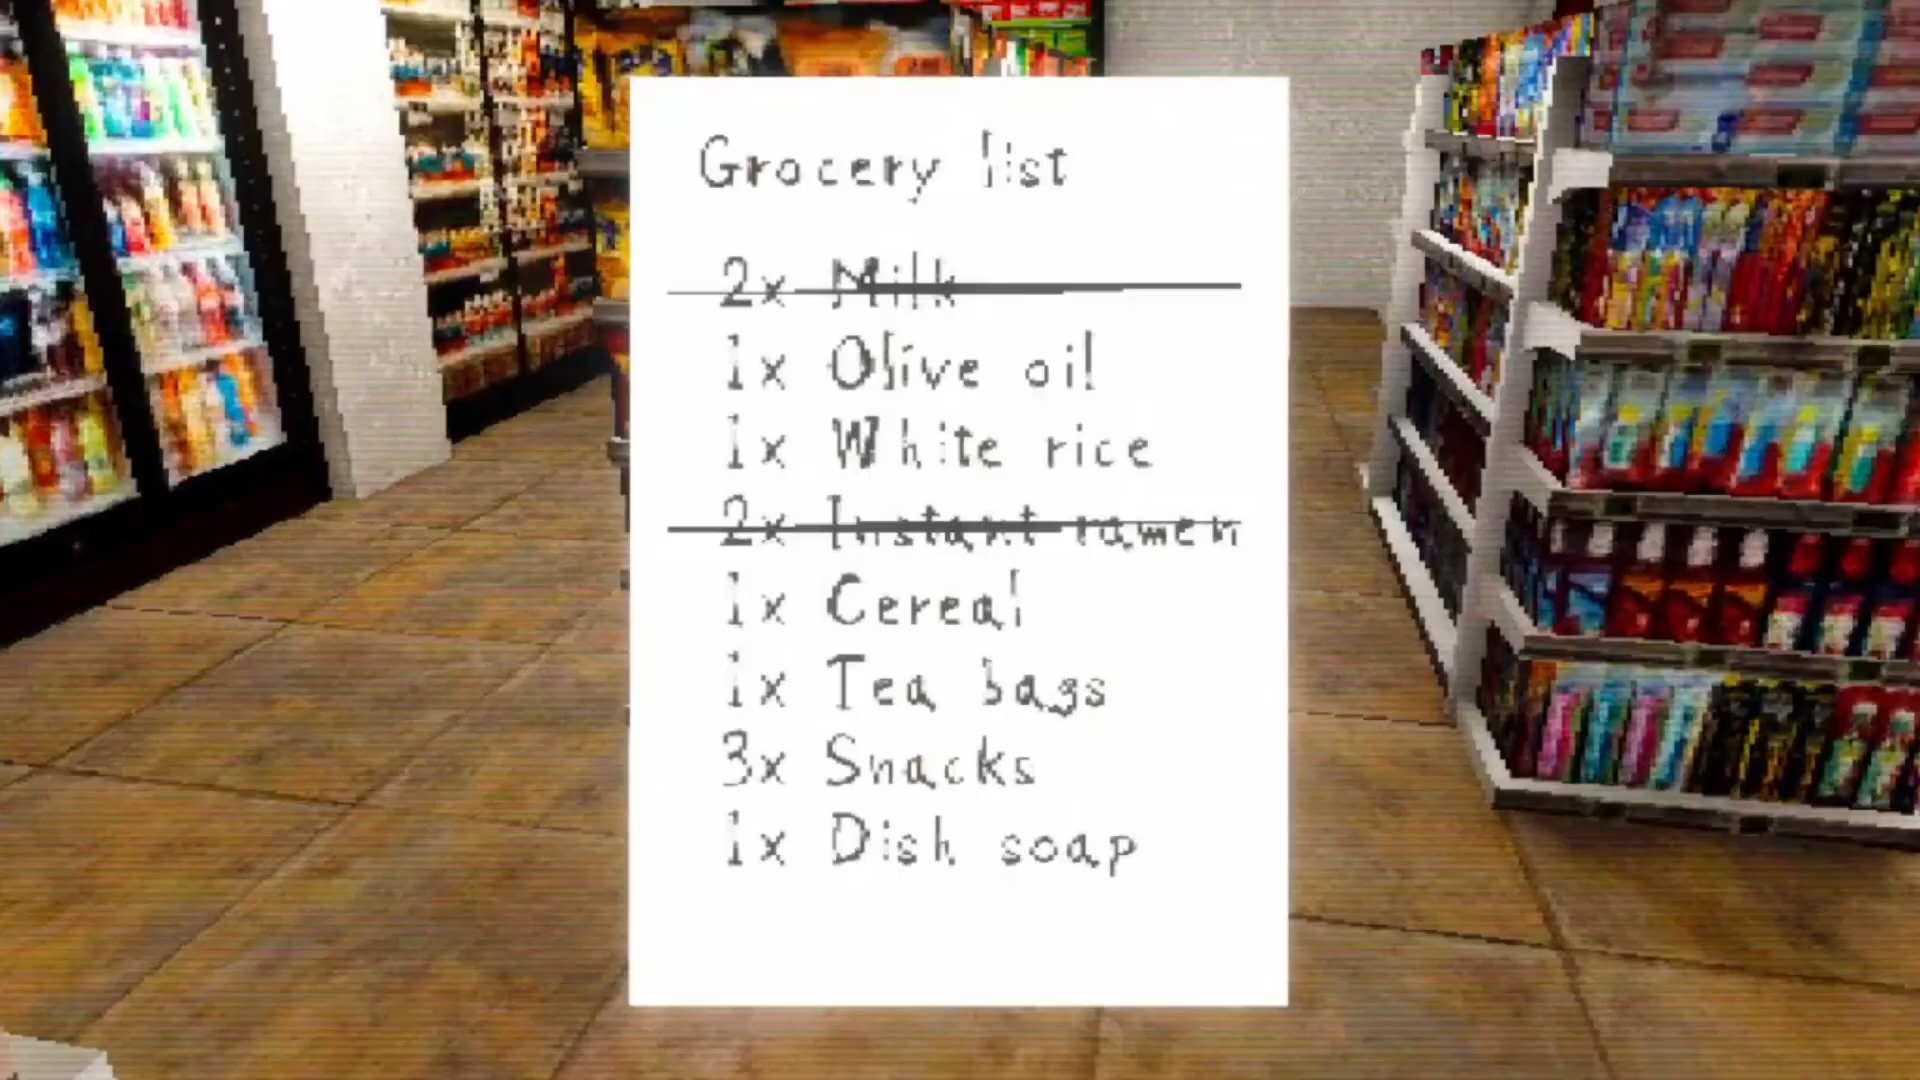 Grocery list
2x Milk
1x Olive oil
1x White rice
2x Instant ramen
1x Cereal
1x Tea bags
3x Snacks
1x Dish soap